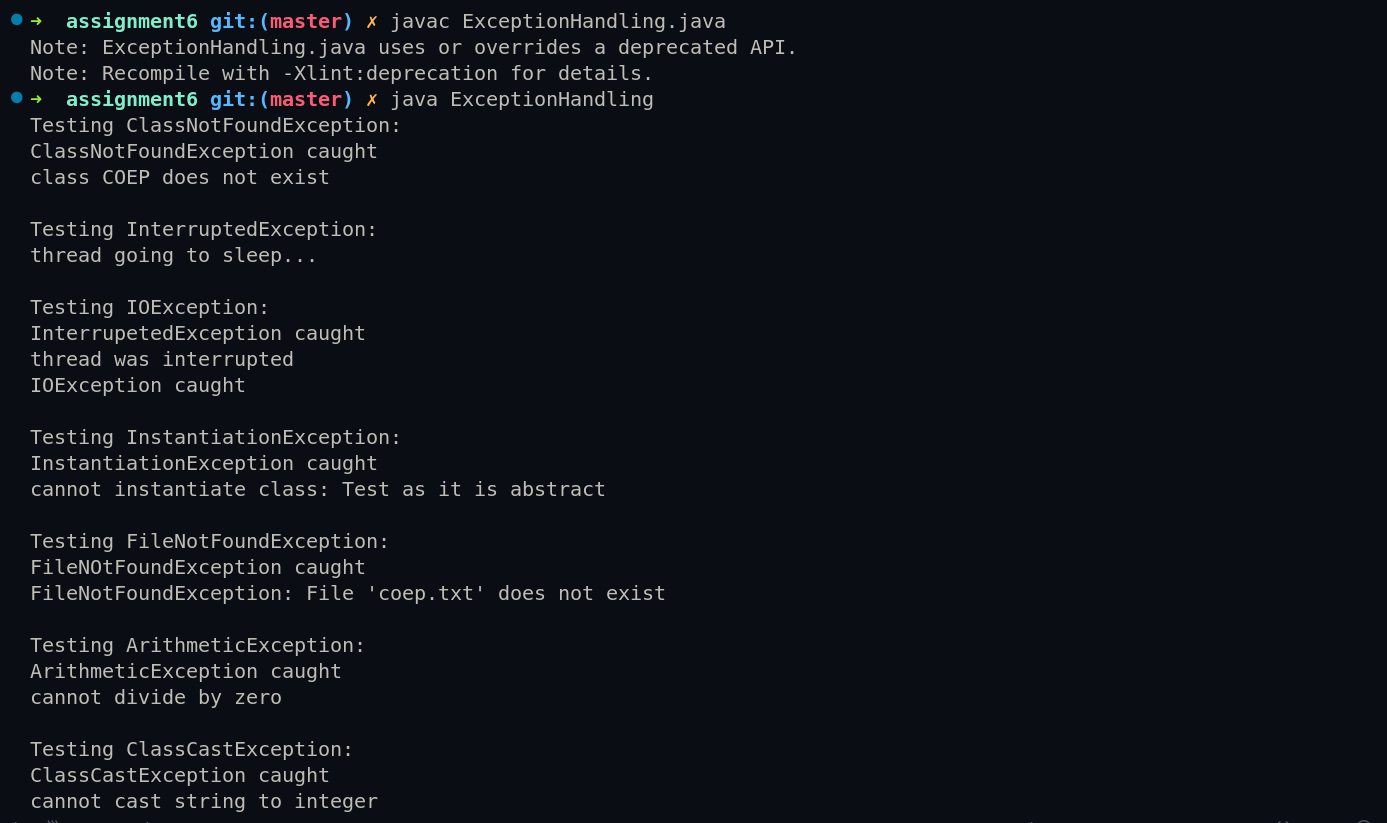 ➜  assignment6 git:(master) ✗ javac ExceptionHandling.java
Note: ExceptionHandling.java uses or overrides a deprecated API.
Note: Recompile with -Xlint:deprecation for details.
➜  assignment6 git:(master) ✗ java ExceptionHandling
Testing ClassNotFoundException:
ClassNotFoundException caught
class COEP does not exist
Testing InterruptedException:
thread going to sleep...
Testing IOException:
InterrupetedException caught
thread was interrupted
IOException caught
Testing InstantiationException:
InstantiationException caught
cannot instantiate class: Test as it is abstract
Testing FileNotFoundException:
FileNOtFoundException caught
FileNotFoundException: File 'coep.txt' does not exist
Testing ArithmeticException:
ArithmeticException caught
cannot divide by zero
Testing ClassCastException:
ClassCastException caught
cannot cast string to integer